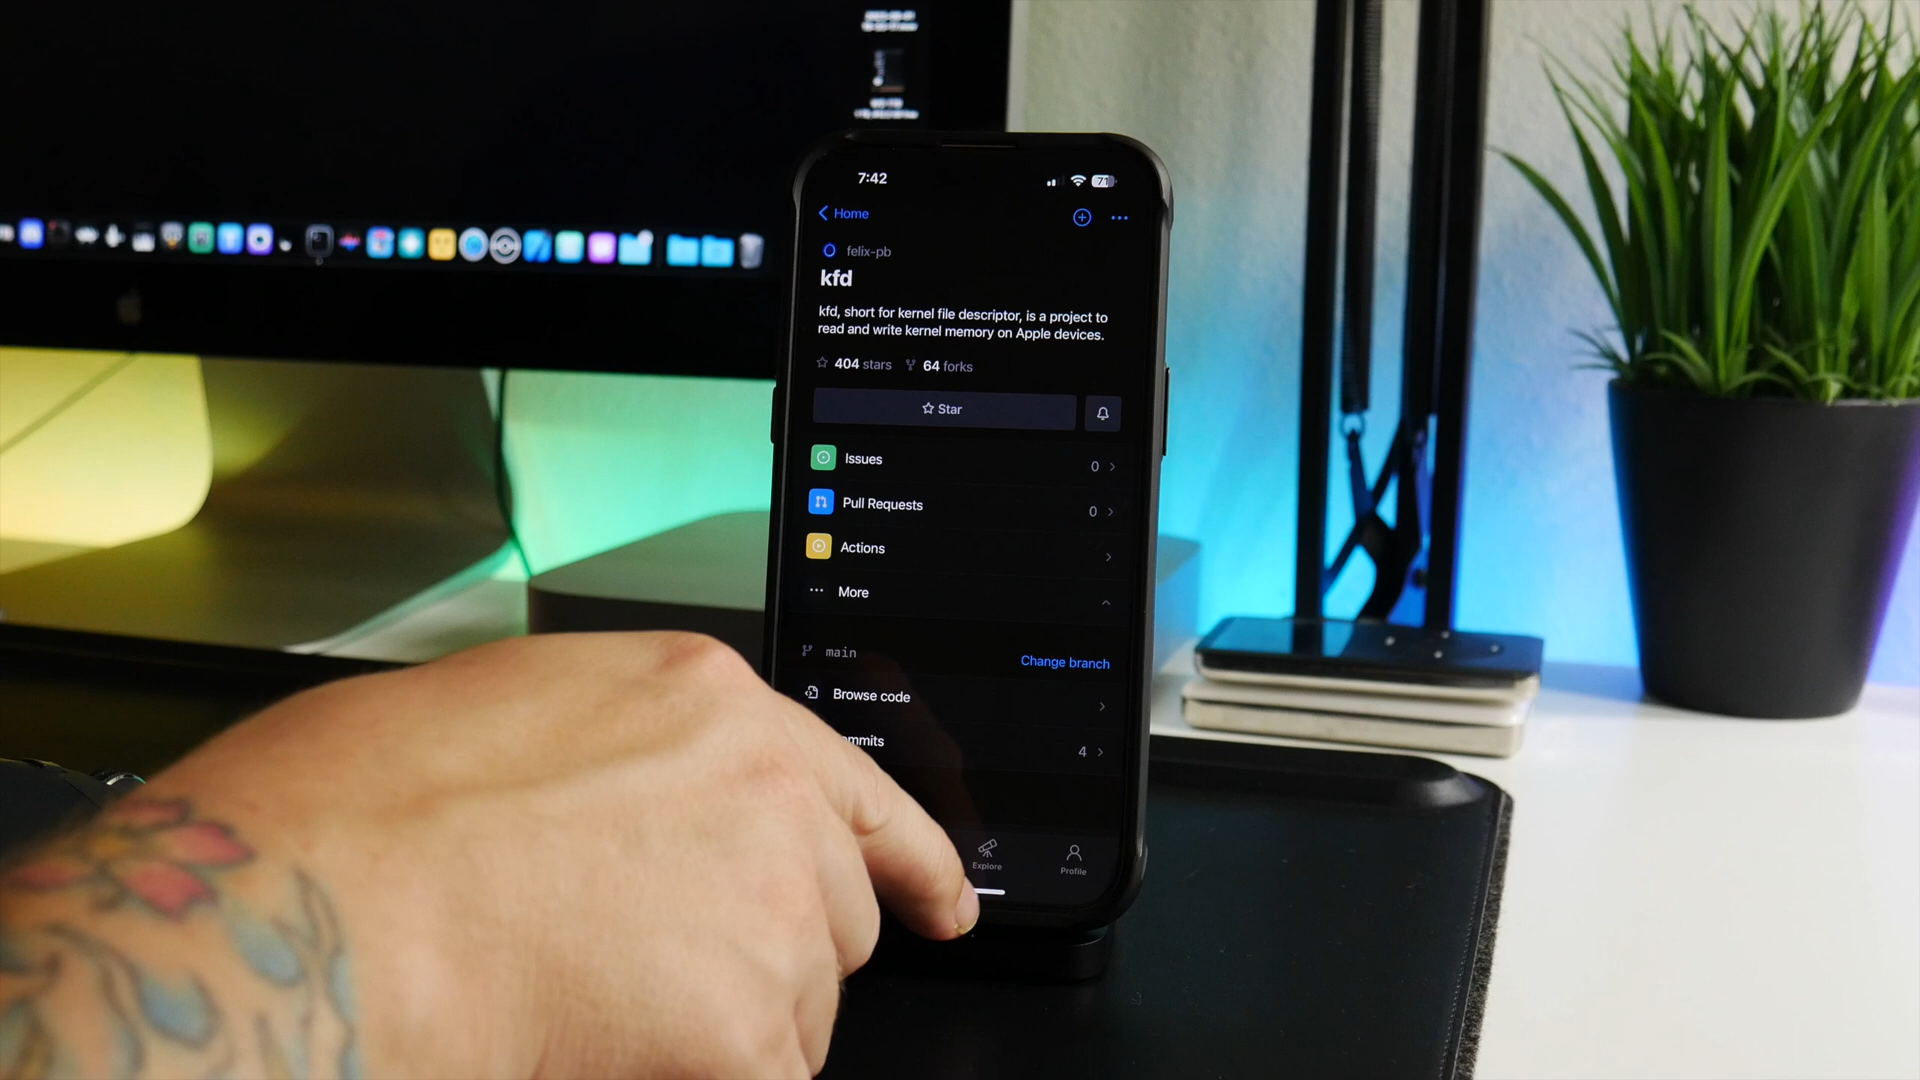 7:42
71
Home
felix-pb
kfd
kfd, short for kernel file descriptor, is a project to
read and write kernel memory on Apple devices.
404 stars 64 forks
Star
Issues 0
Pull Requests 0
Actions
More
main Change branch
Browse code
mmits 4
Explore Profile